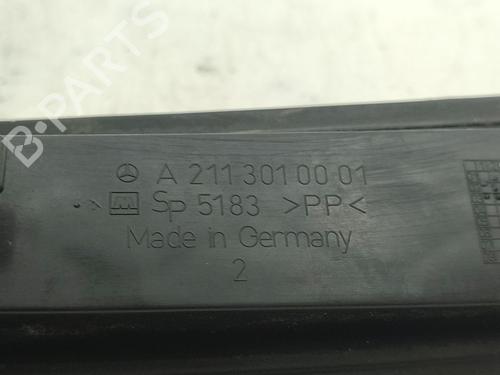 B-PARTS
A 211 301 00 01
Sp 5183 >PP<
Made in Germany
2